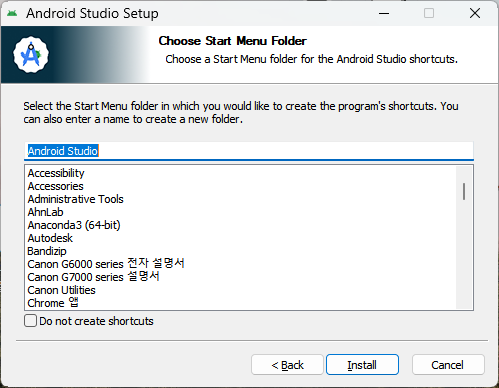 Android Studio Setup
Choose Start Menu Folder
Choose a Start Menu folder for the Android Studio shortcuts.
Select the Start Menu folder in which you would like to create the program's shortcuts. You
can also enter a name to create a new folder.
Android Studio
Accessibility
Accessories
Administrative Tools
AhnLab
Anaconda3 (64-bit)
Autodesk
Bandizip
Canon G6000 series 전자 설명서
Canon G7000 series 설명서
Canon Utilities
Chrome 앱
Do not create shortcuts
< Back
Install
Cancel